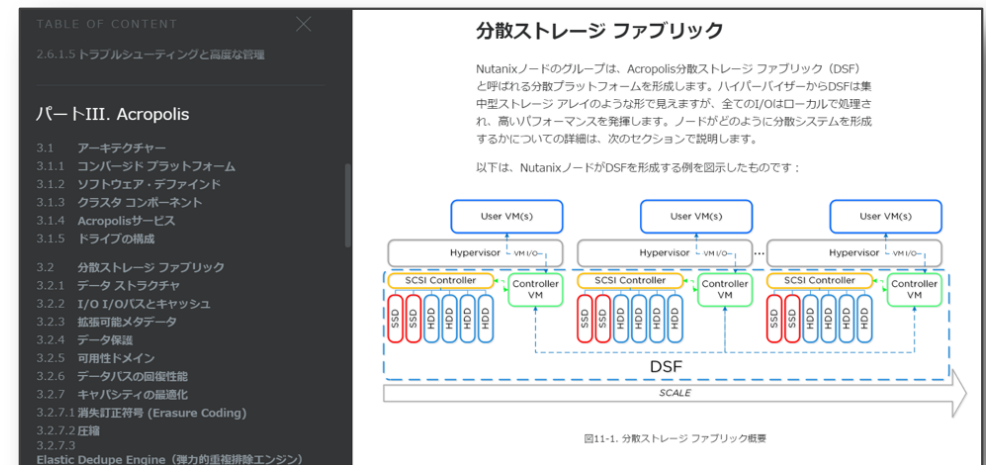 TABLE OF CONTENT
2.6.1.5 トラブルシューティングと高度な管理
パートIII. Acropolis
3.1 アーキテクチャー
3.1.1 コンバージド プラットフォーム
3.1.2 ソフトウェア・デファインド
3.1.3 クラスタ コンポーネント
3.1.4 Acropolisサービス
3.1.5 ドライブの構成
3.2 分散ストレージ ファブリック
3.2.1 データ ストラクチャ
3.2.2 I/O I/Oパスとキャッシュ
3.2.3 拡張可能メタデータ
3.2.4 データ保護
3.2.5 可用性ドメイン
3.2.6 データパスの回復性能
3.2.7 キャパシティの最適化
3.2.7.1 消失訂正符号 (Erasure Coding)
3.2.7.2 圧縮
3.2.7.3
Elastic Dedupe Engine（弾力的重複排除エンジン）
分散ストレージ ファブリック
Nutanixノードのグループは、Acropolis分散ストレージ ファブリック（DSF）
と呼ばれる分散プラットフォームを形成します。ハイパーバイザーからDSFは集
中型ストレージ アレイのような形で見えますが、全てのI/Oはローカルで処理さ
れ、高いパフォーマンスを発揮します。ノードがどのように分散システムを形成
するかについての詳細は、次のセクションで説明します。
以下は、NutanixノードがDSFを形成する例を図示したものです：
User VM(s) User VM(s) User VM(s)
Hypervisor VM I/O Hypervisor VM I/O ... Hypervisor VM I/O
SCSI Controller Controller VM SCSI Controller Controller VM SCSI Controller Controller VM
SSD SSD HDD HDD HDD HDD SSD SSD HDD HDD HDD HDD SSD SSD HDD HDD HDD HDD
DSF
SCALE
図11-1. 分散ストレージ ファブリック概要